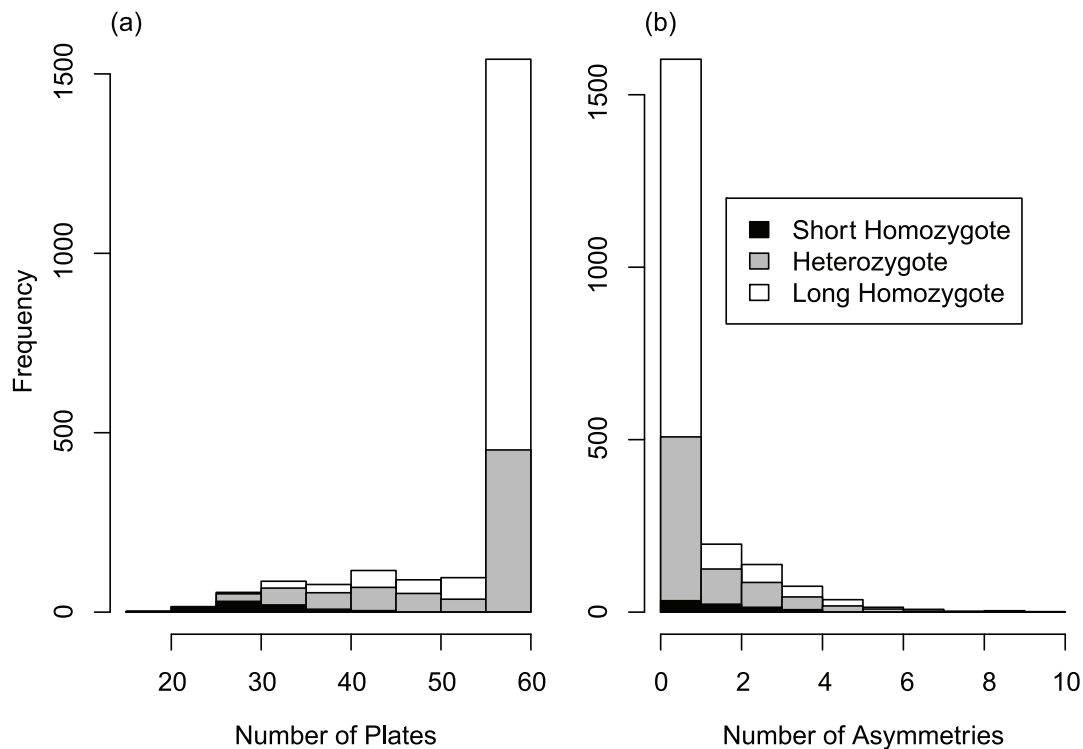 (a)
Frequency
0
500
1000
1500
20 30 40 50 60
Number of Plates
(b)
0
500
1000
1500
Short Homozygote
Heterozygote
Long Homozygote
0 2 4 6 8 10
Number of Asymmetries